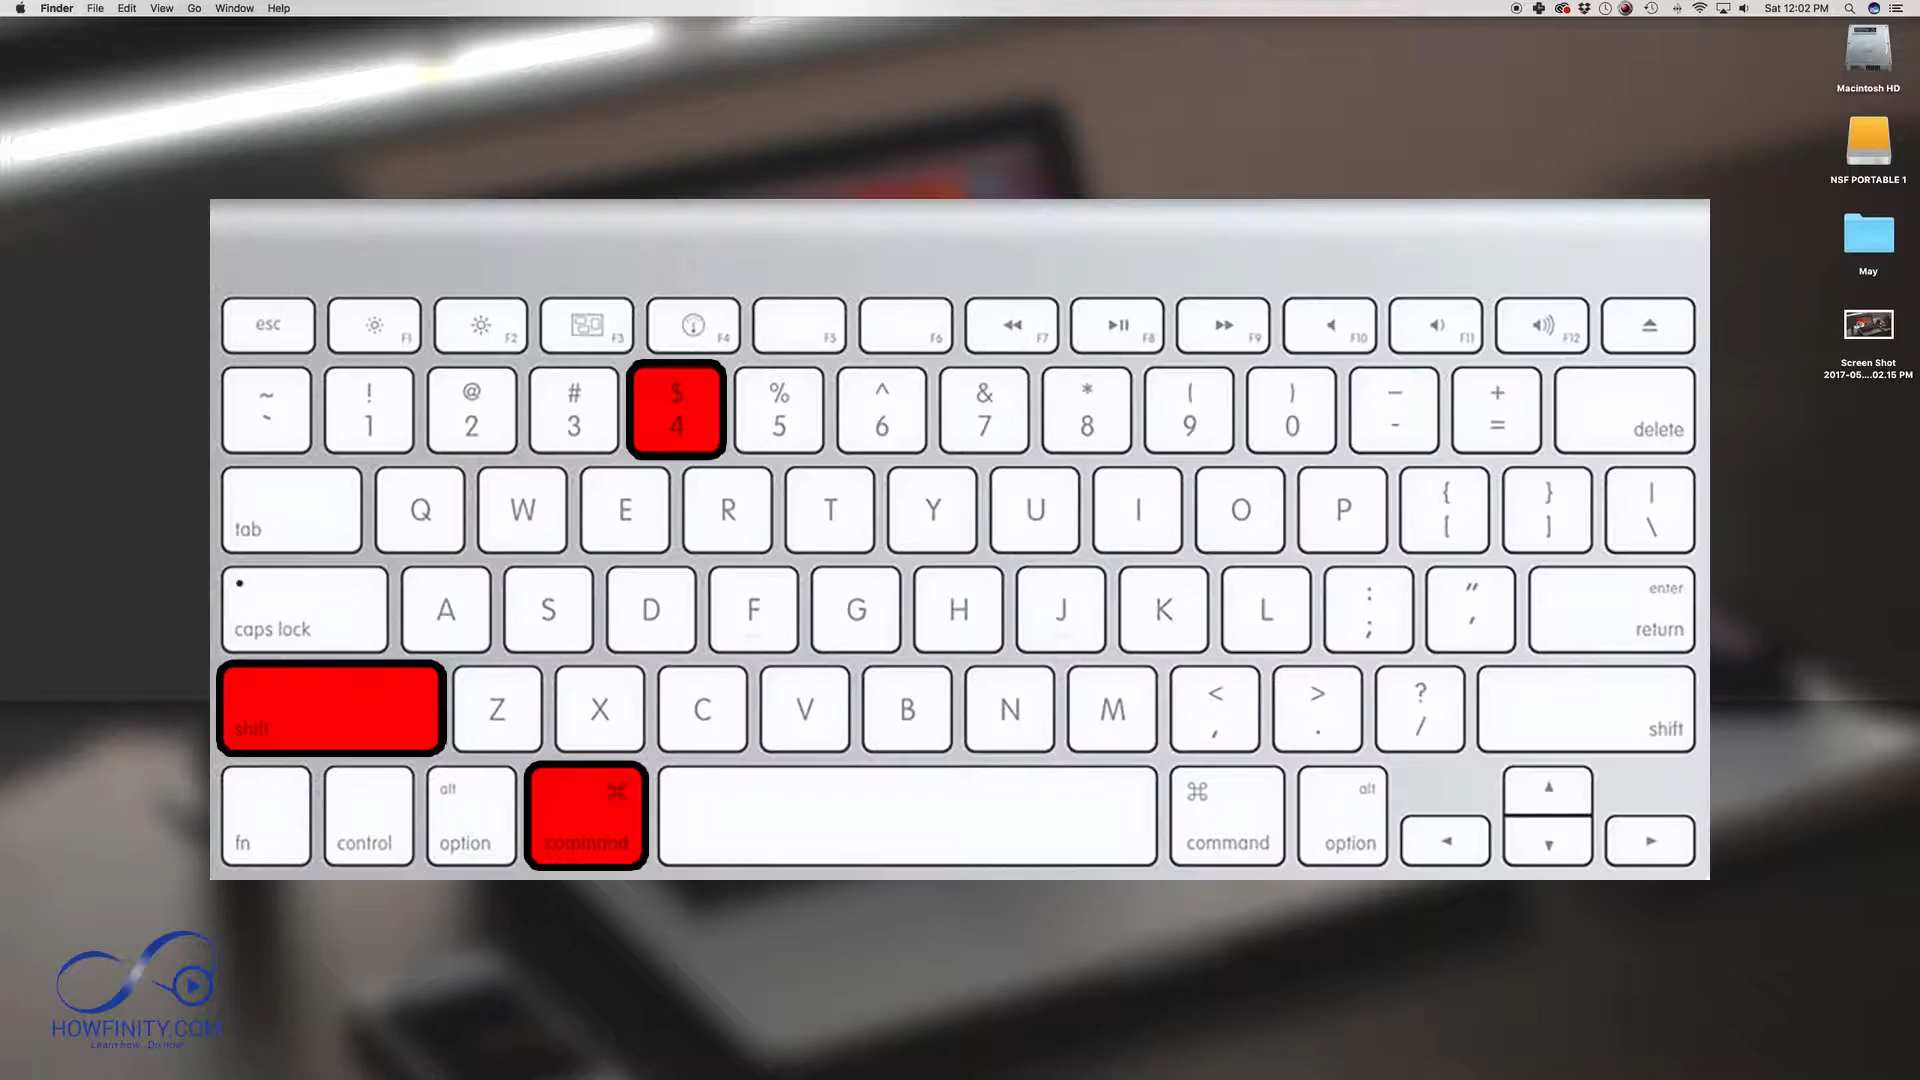 Finder File Edit View Go Window Help
Sat 12:02 PM
Macintosh HD
NSF PORTABLE 1
May
Screen Shot
2017-05....02.15 PM
esc F1 F2 F3 F4 F5 F6 F7 F8 F9 F10 F11 F12
~ ! @ # $ % ^ & * ( ) — +
` 1 2 3 4 5 6 7 8 9 0 - = delete
tab Q W E R T Y U I O P { [ } ] | \
caps lock A S D F G H J K L : ; " ' enter return
shift Z X C V B N M < , > . ? / shift
fn control alt option ⌘ command ⌘ command alt option
HOWFINITY.COM
Learn how. Do now.